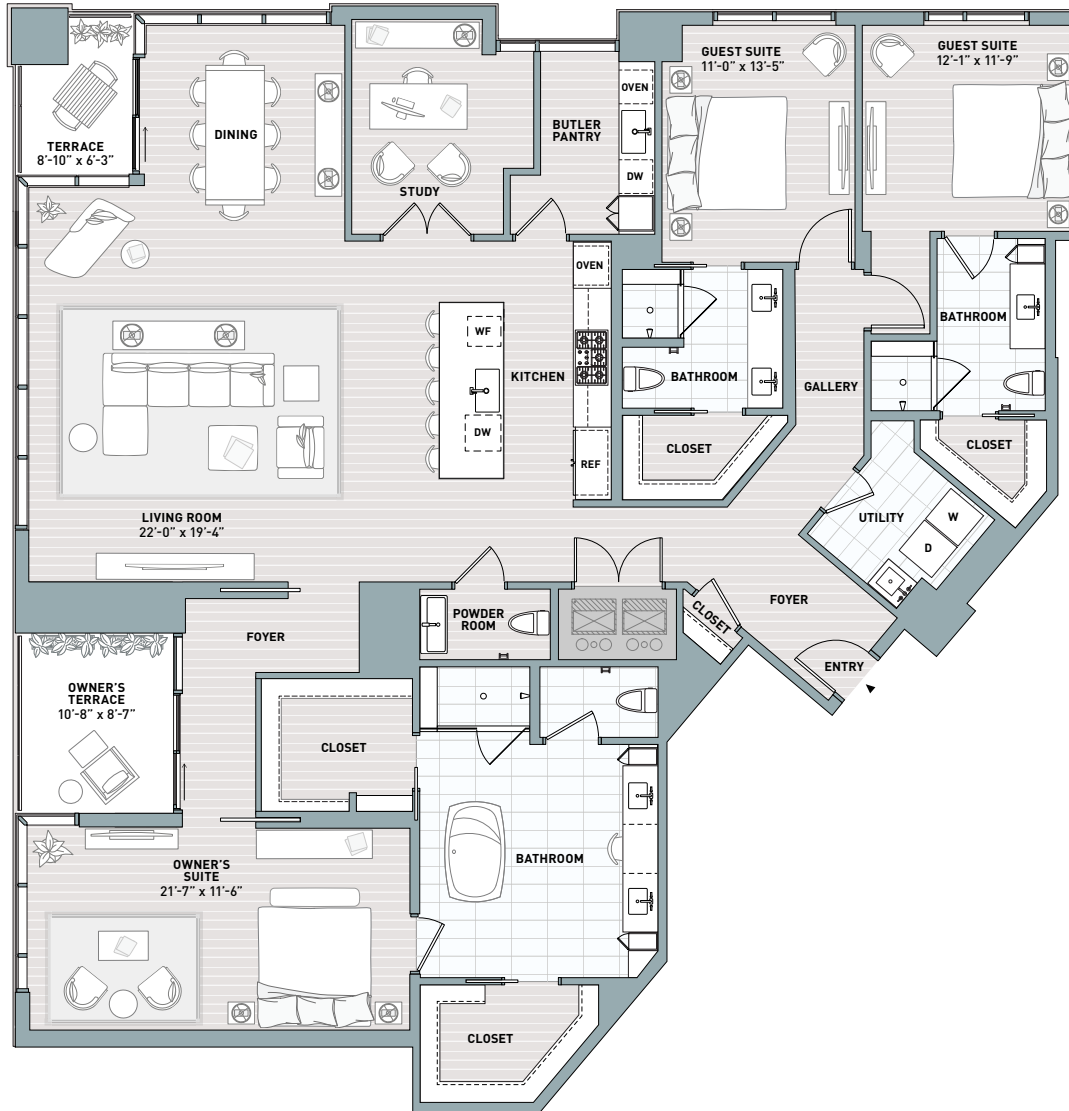 GUEST SUITE
11'-0" x 13'-5"
GUEST SUITE
12'-1" x 11'-9"
OVEN
BUTLER
PANTRY
DINING
TERRACE
8'-10" x 6'-3"
DW
STUDY
OVEN
BATHROOM
WF
KITCHEN
BATHROOM
GALLERY
DW
CLOSET
CLOSET
REF
LIVING ROOM
22'-0" x 19'-4"
UTILITY
W
D
FOYER
POWDER
ROOM
CLOSET
FOYER
ENTRY
OWNER'S
TERRACE
10'-8" x 8'-7"
CLOSET
BATHROOM
OWNER'S
SUITE
21'-7" x 11'-6"
CLOSET